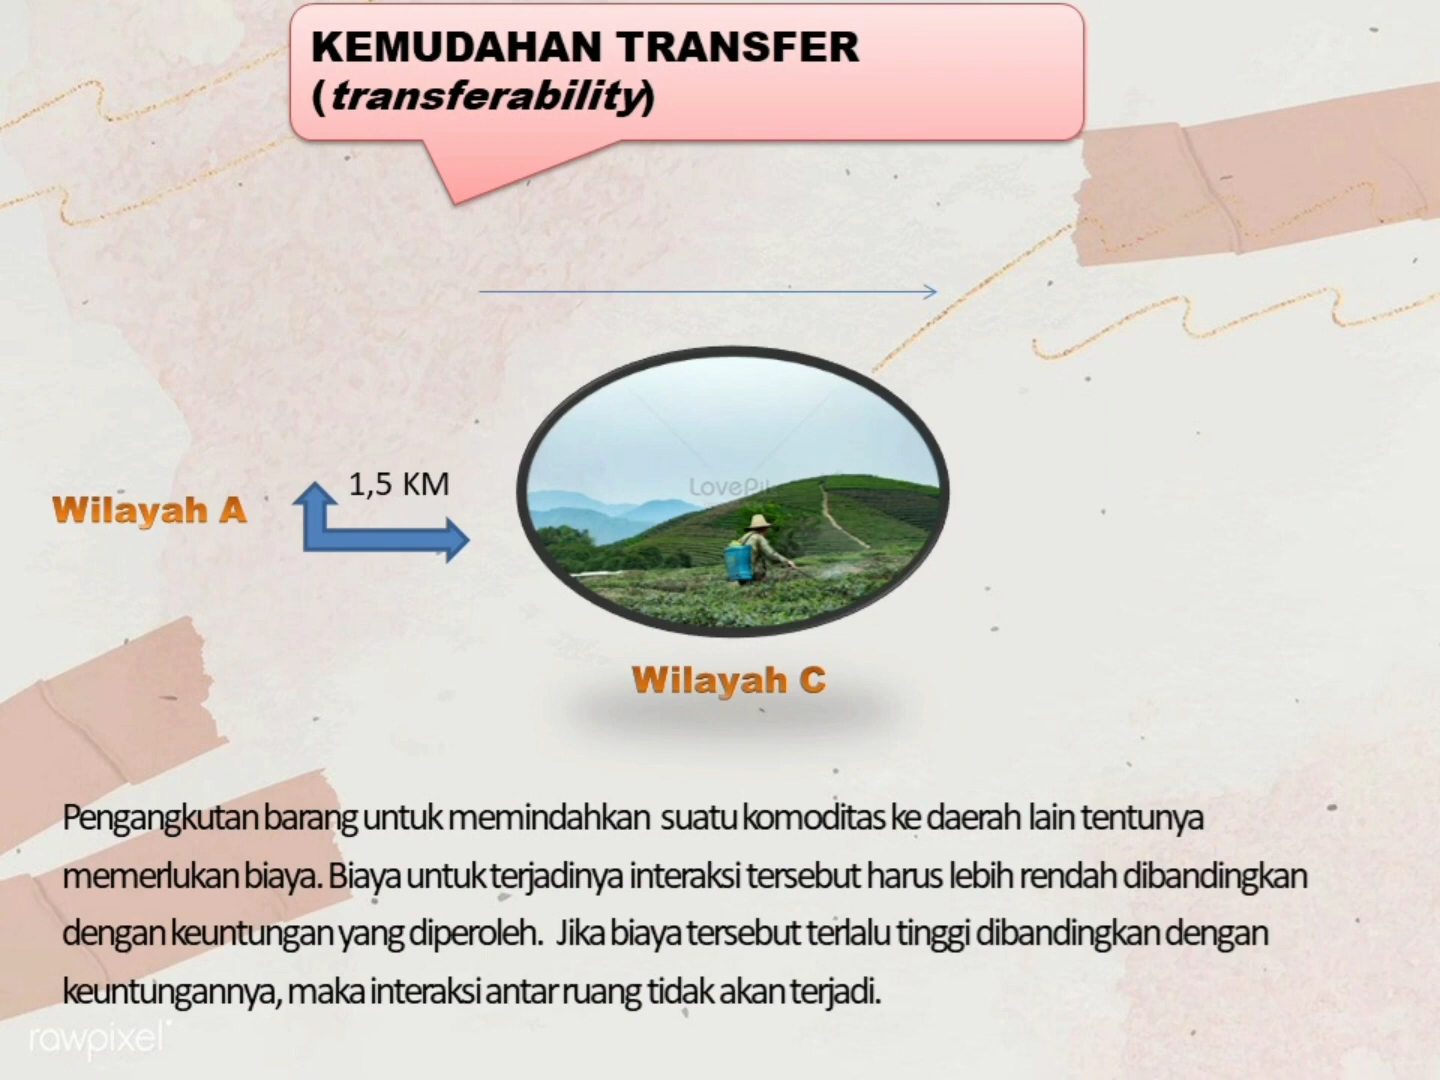 KEMUDAHAN TRANSFER
(transferability)
1,5 KM
Wilayah A
LovePik
Wilayah C
Pengangkutan barang untuk memindahkan suatu komoditas ke daerah lain tentunya
memerlukan biaya. Biaya untuk terjadinya interaksi tersebut harus lebih rendah dibandingkan
dengan keuntungan yang diperoleh. Jika biaya tersebut terlalu tinggi dibandingkan dengan
keuntungannya, maka interaksi antar ruang tidak akan terjadi.
rawpixel